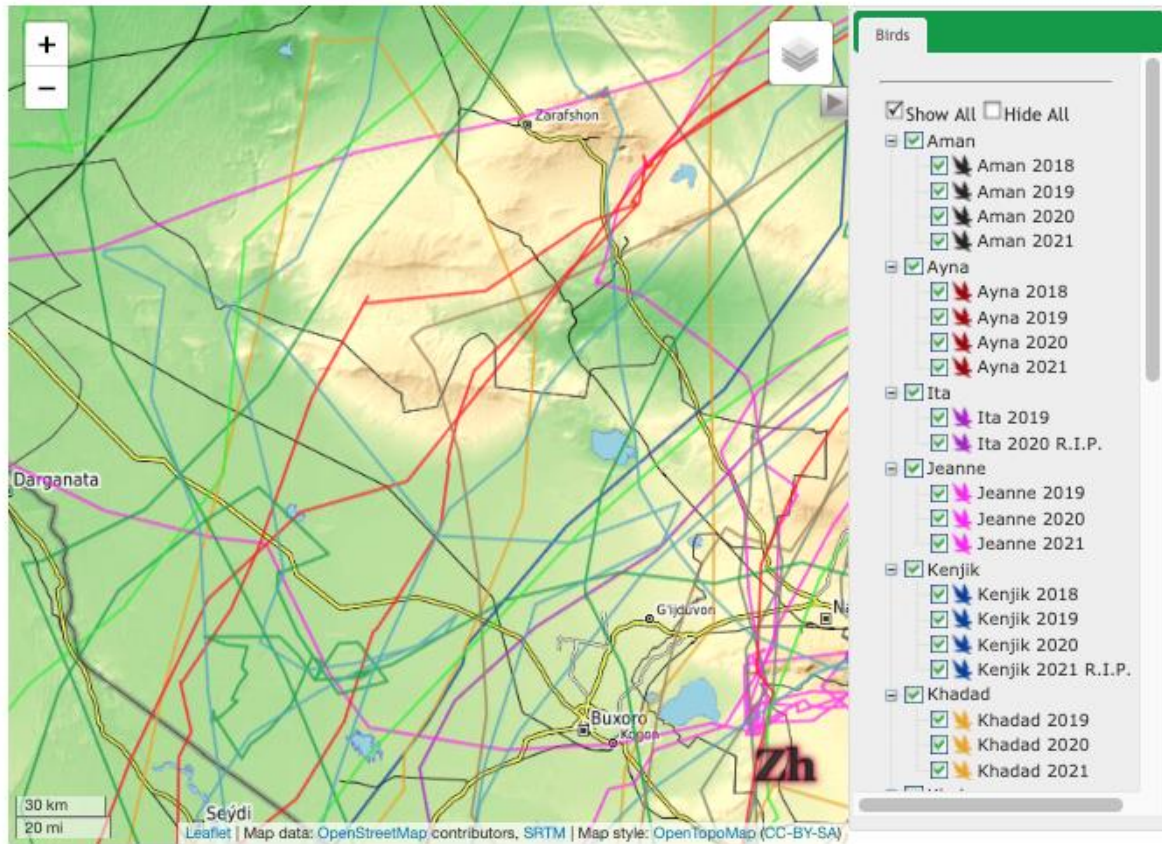 +
−
Zarafshon
Darganata
G'ijduvon
Na
Buxoro
Kogon
Zh
Seýdi
30 km
20 mi
Leaflet | Map data: OpenStreetMap contributors, SRTM | Map style: OpenTopoMap (CC-BY-SA)
Birds
Show All Hide All
Aman
Aman 2018
Aman 2019
Aman 2020
Aman 2021
Ayna
Ayna 2018
Ayna 2019
Ayna 2020
Ayna 2021
Ita
Ita 2019
Ita 2020 R.I.P.
Jeanne
Jeanne 2019
Jeanne 2020
Jeanne 2021
Kenjik
Kenjik 2018
Kenjik 2019
Kenjik 2020
Kenjik 2021 R.I.P.
Khadad
Khadad 2019
Khadad 2020
Khadad 2021